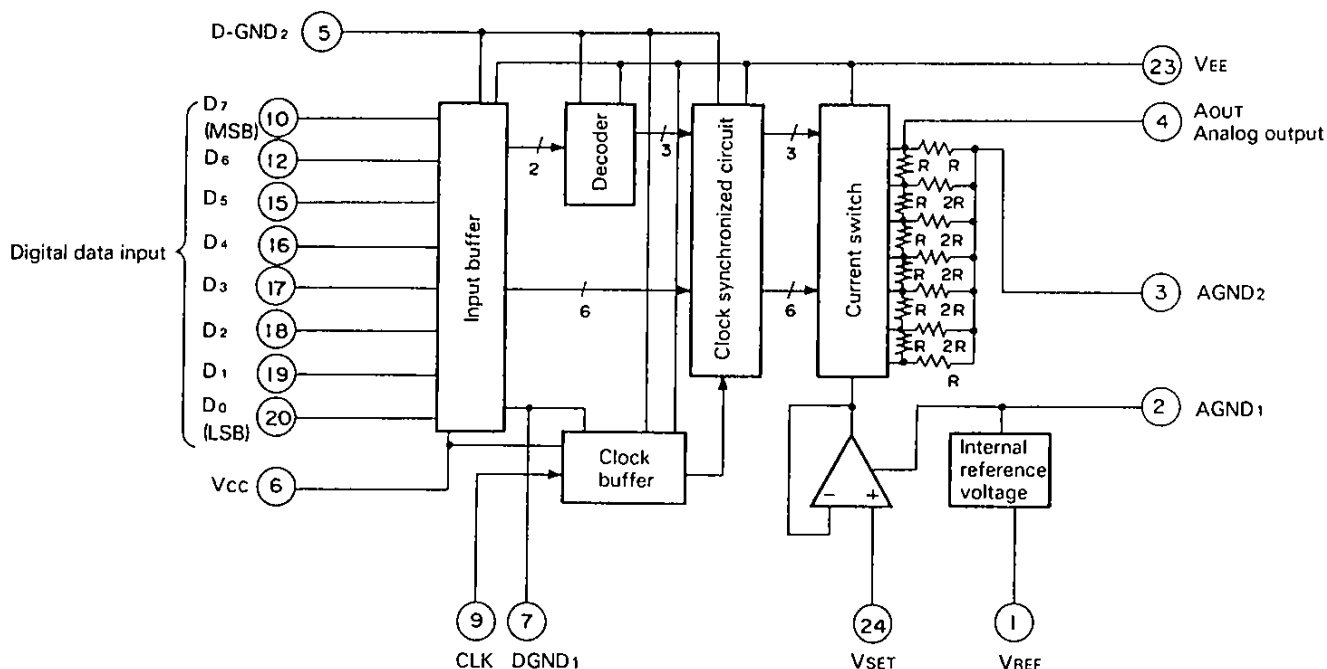 D-GND2 5
23 VEE
D7 (MSB) 10
4 AOUT
Analog output
D6 12
D5 15
D4 16
Digital data input
D3 17
D2 18
D1 19
D0 (LSB) 20
VCC 6
Input buffer
2
Decoder
3
6
Clock synchronized circuit
3
6
Current switch
R R
R 2R
R 2R
R 2R
R 2R
R 2R
R
3 AGND2
2 AGND1
Clock
buffer
Internal
reference
voltage
- +
9
CLK
7
DGND1
24
VSET
1
VREF